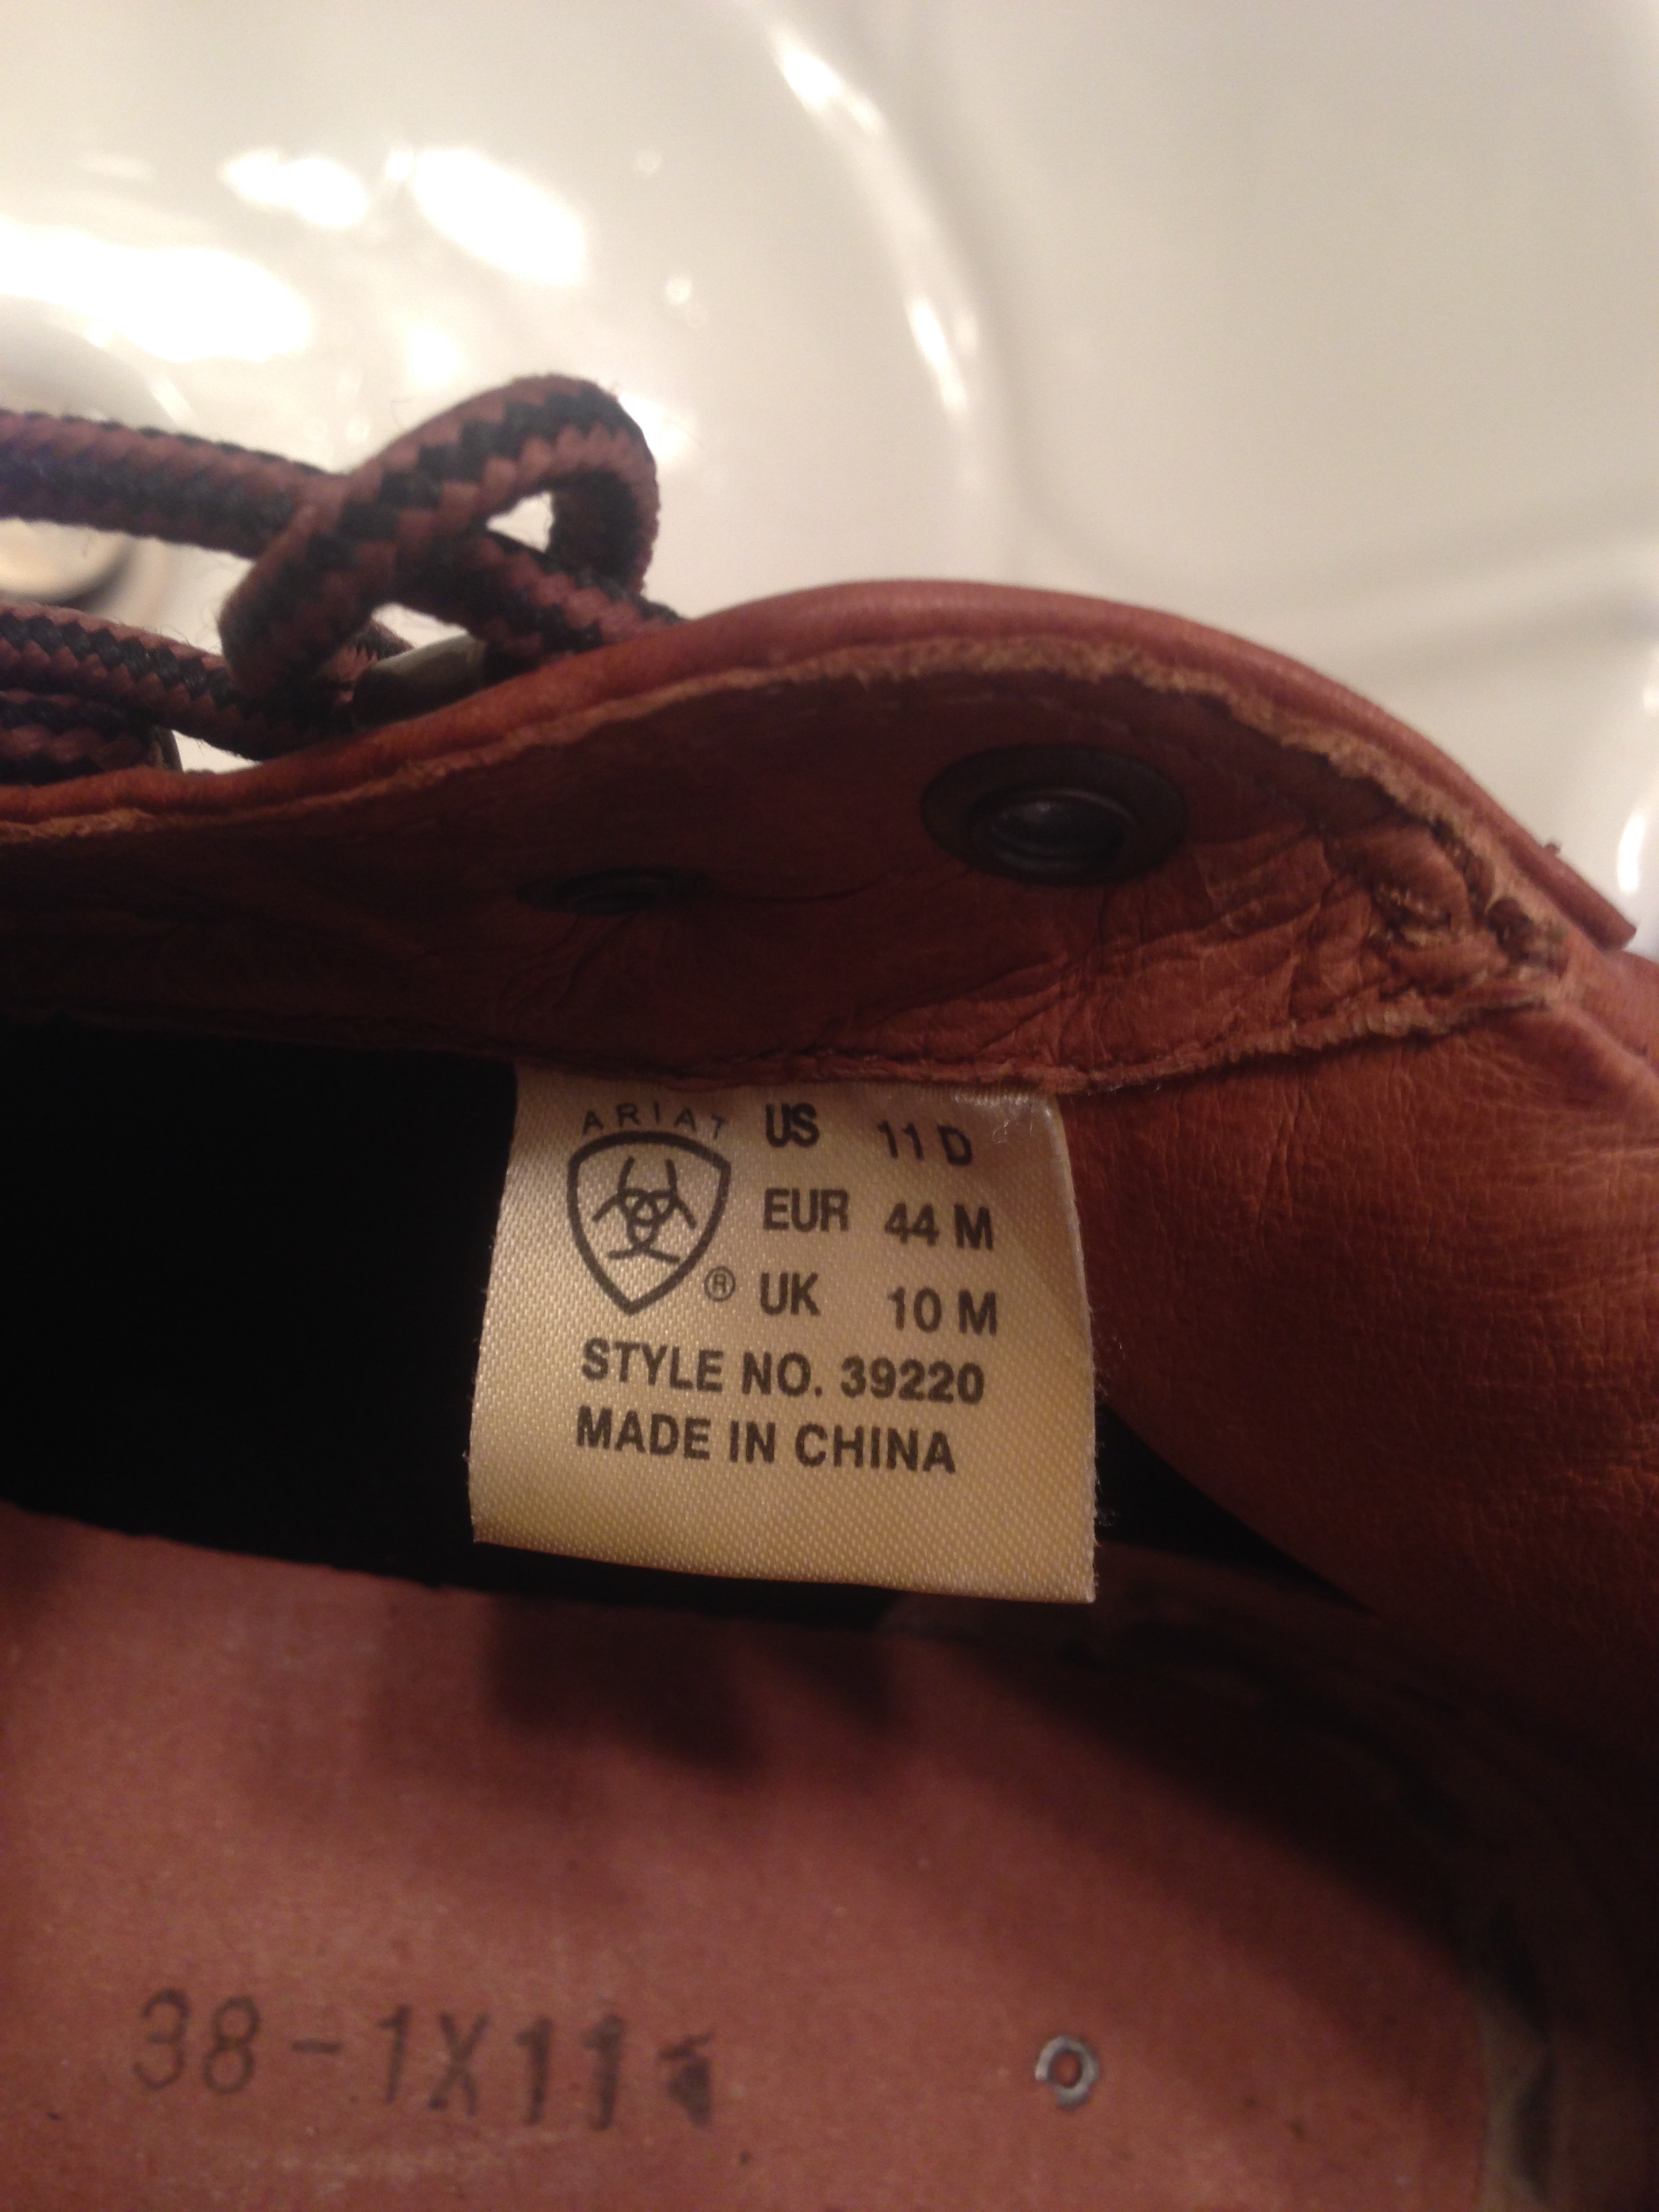 ARIAT
US 11 D
EUR 44 M
® UK 10 M
STYLE NO. 39220
MADE IN CHINA
38-1X11